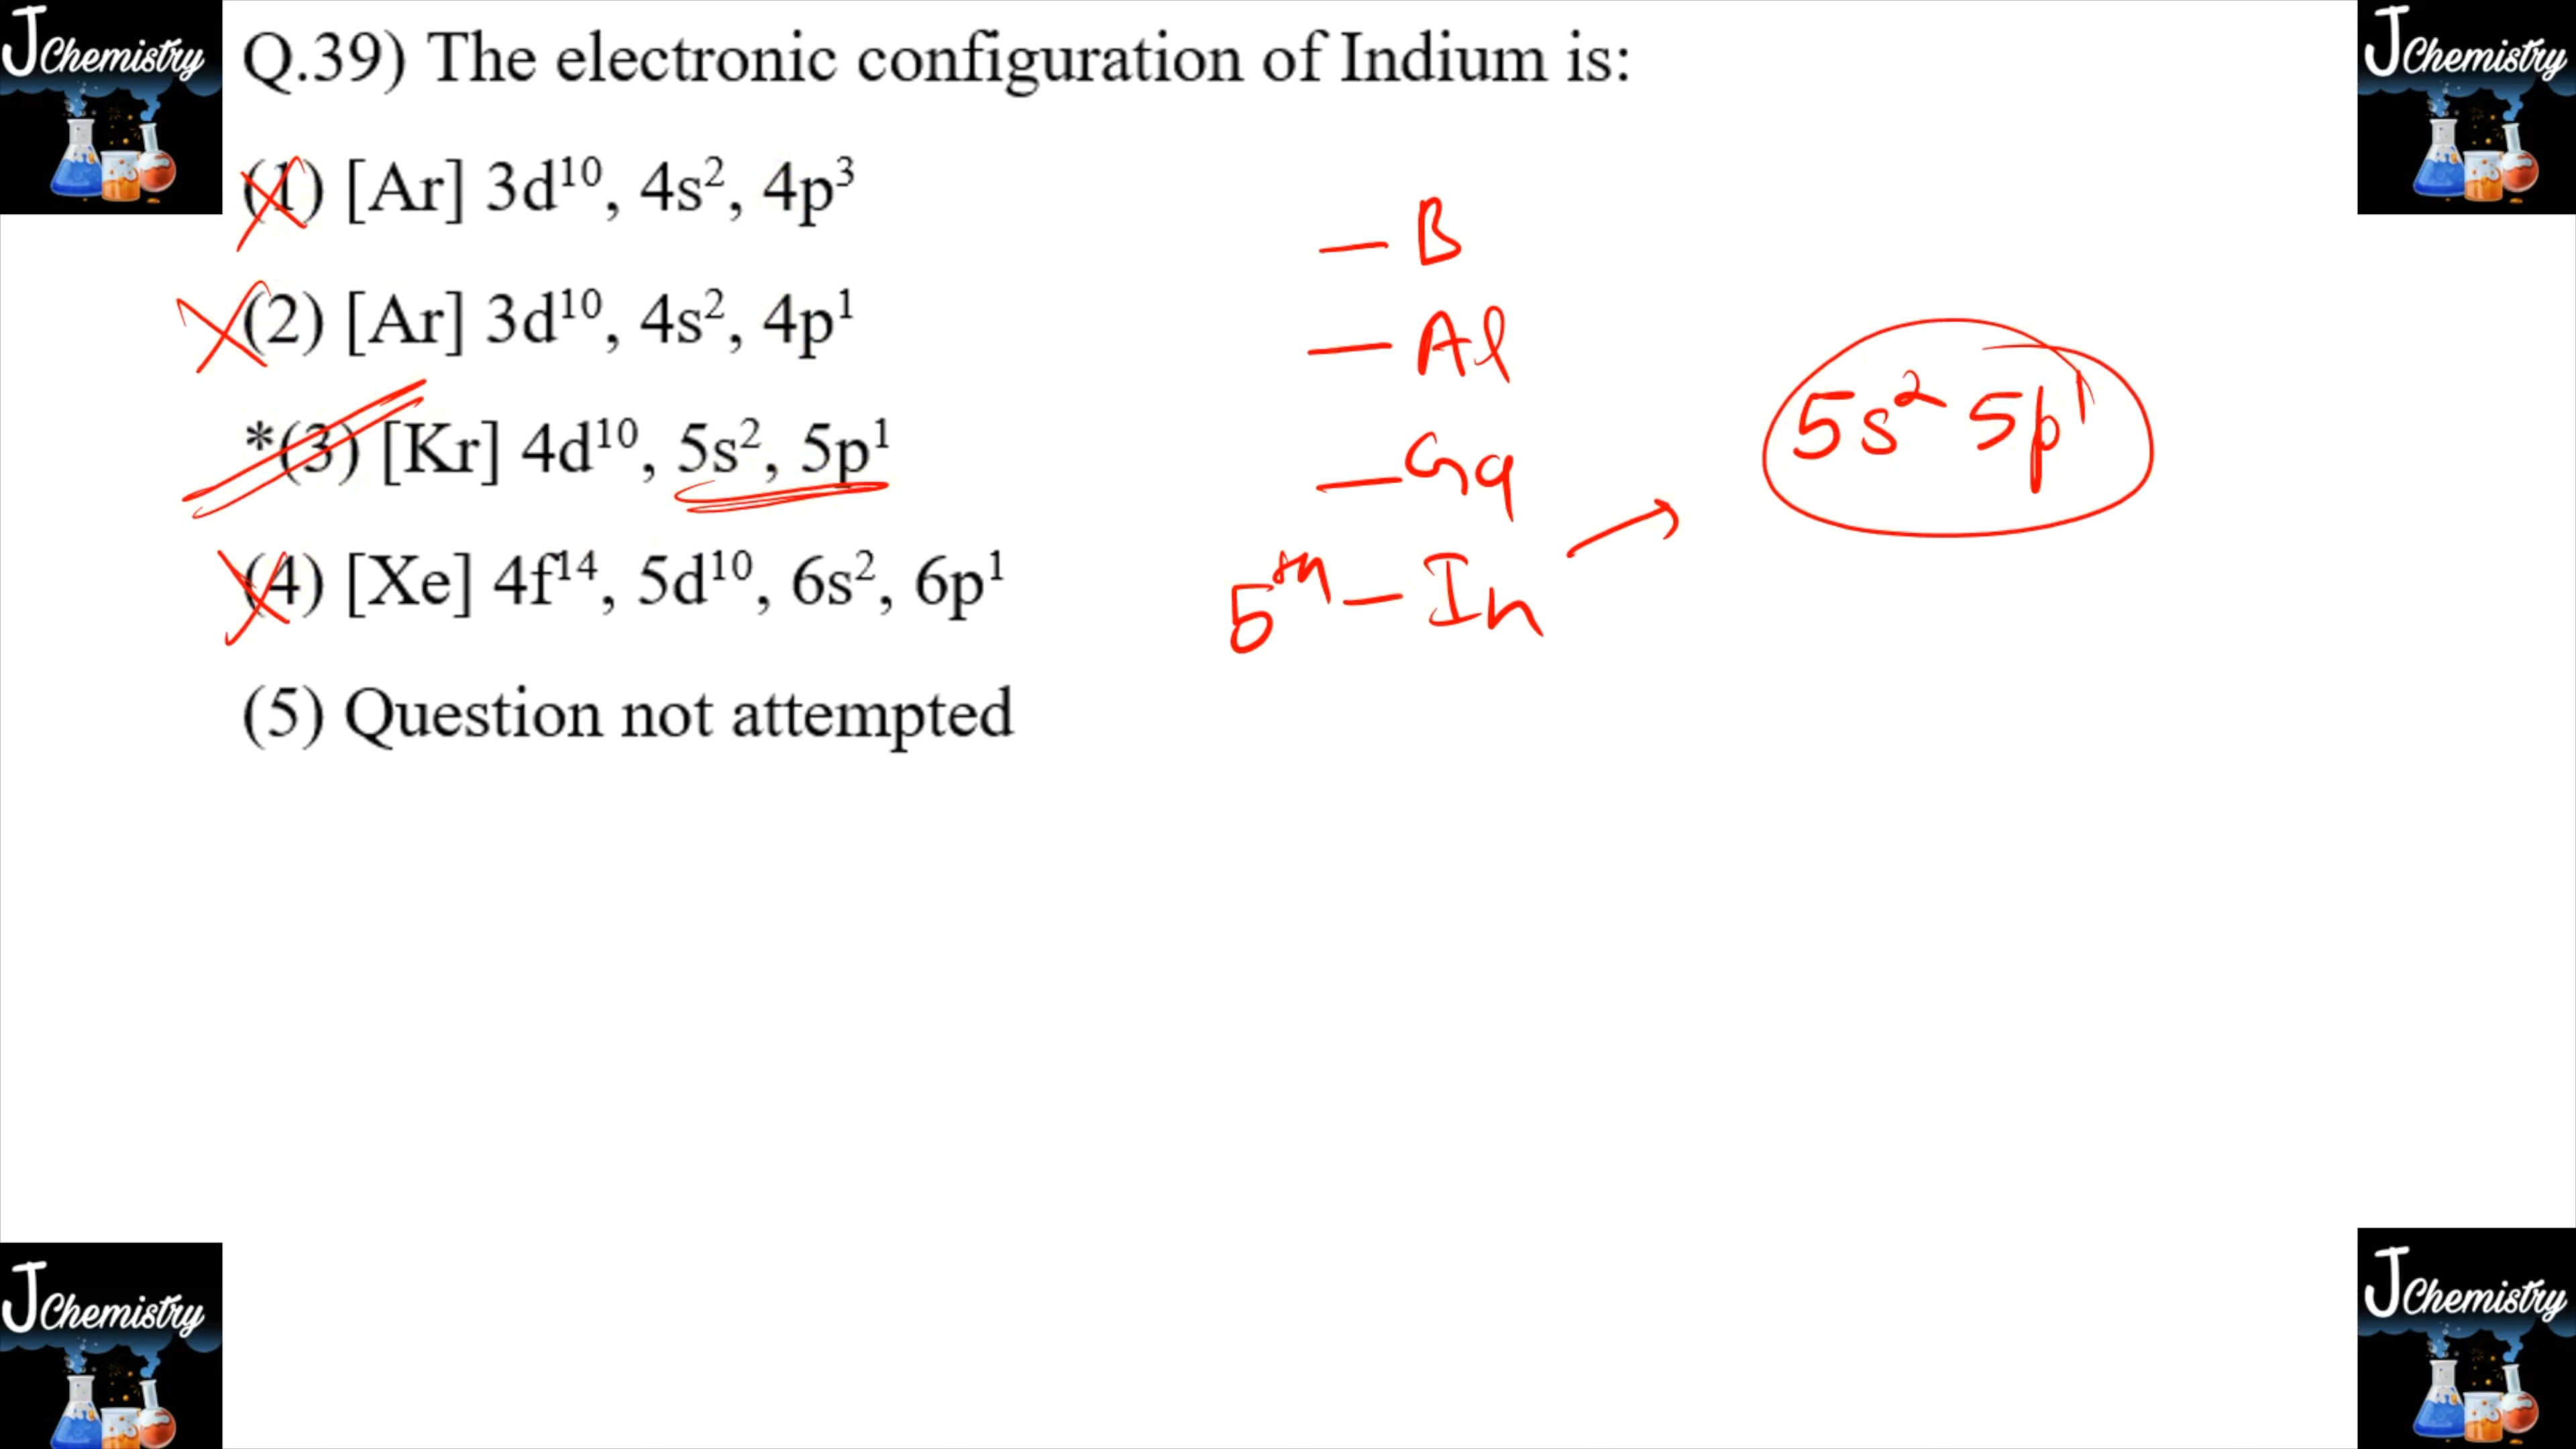 JChemistry
JChemistry
Q.39) The electronic configuration of Indium is:
(1) [Ar] 3d¹⁰, 4s², 4p³
(2) [Ar] 3d¹⁰, 4s², 4p¹
*(3) [Kr] 4d¹⁰, 5s², 5p¹
(4) [Xe] 4f¹⁴, 5d¹⁰, 6s², 6p¹
(5) Question not attempted
— B
— Al
— Ga
5th — In →
5s² 5p¹
JChemistry
JChemistry